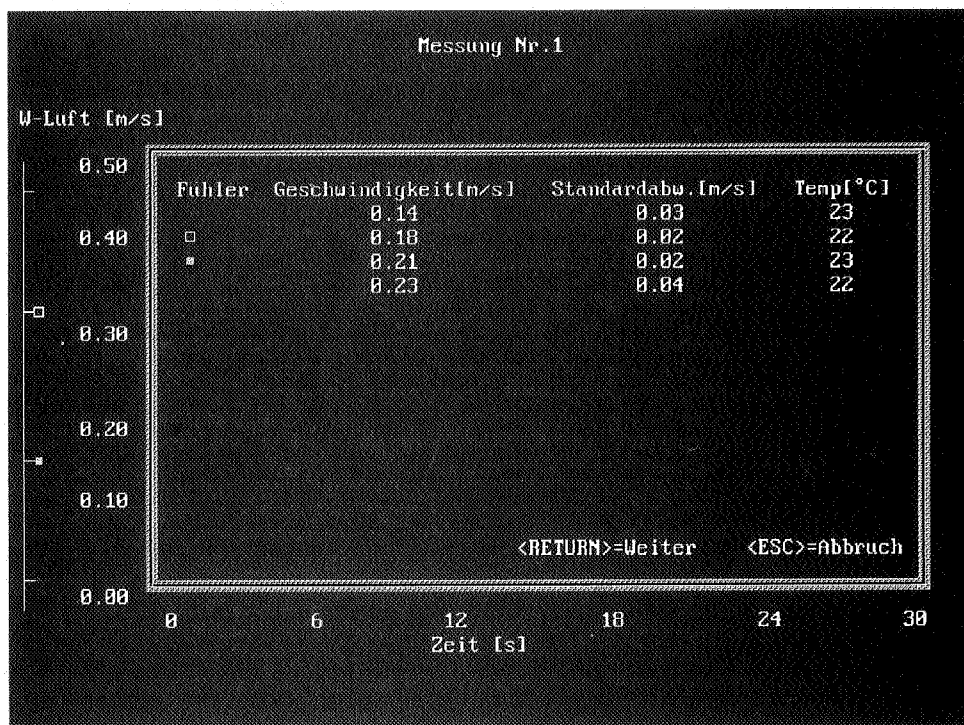 Messung Nr.1
W-Luft [m/s]
0.50
0.40
0.30
0.20
0.10
0.00
Fühler Geschwindigkeit[m/s] Standardabw.[m/s] Temp[°C]
0.14 0.03 23
0.18 0.02 22
0.21 0.02 23
0.23 0.04 22
<RETURN>=Weiter <ESC>=Abbruch
0 6 12 18 24 30
Zeit [s]